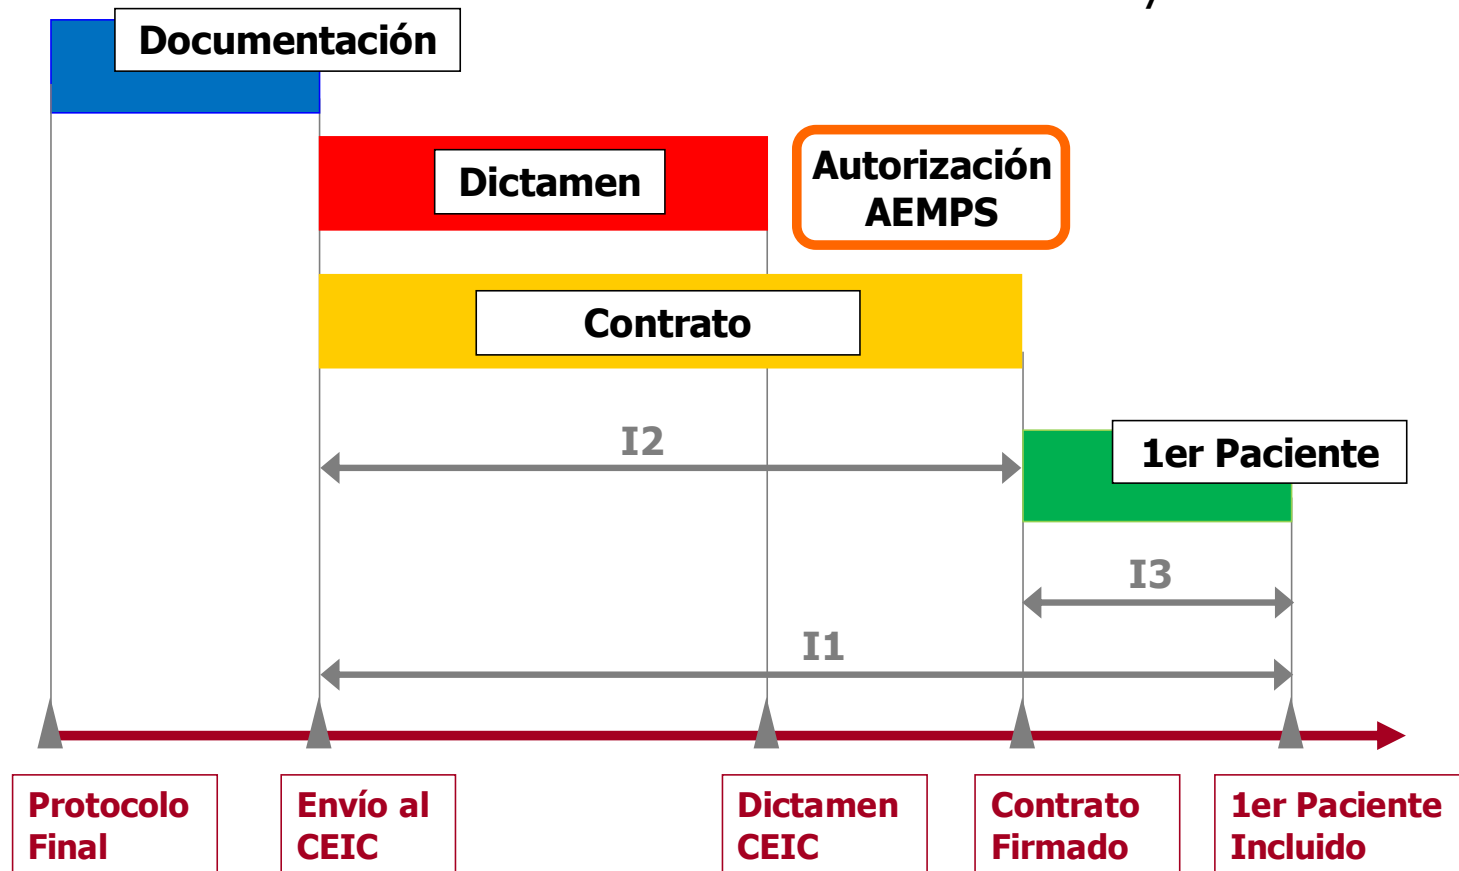 Documentación
Dictamen
Autorización
AEMPS
Contrato
I2
1er Paciente
I3
I1
Protocolo
Final
Envío al
CEIC
Dictamen
CEIC
Contrato
Firmado
1er Paciente
Incluido